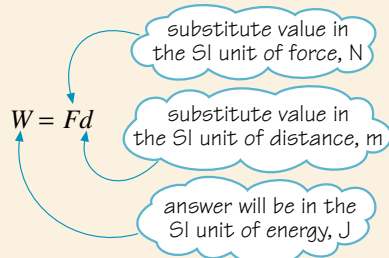 substitute value in
the SI unit of force, N
W = Fd
substitute value in
the SI unit of distance, m
answer will be in the
SI unit of energy, J